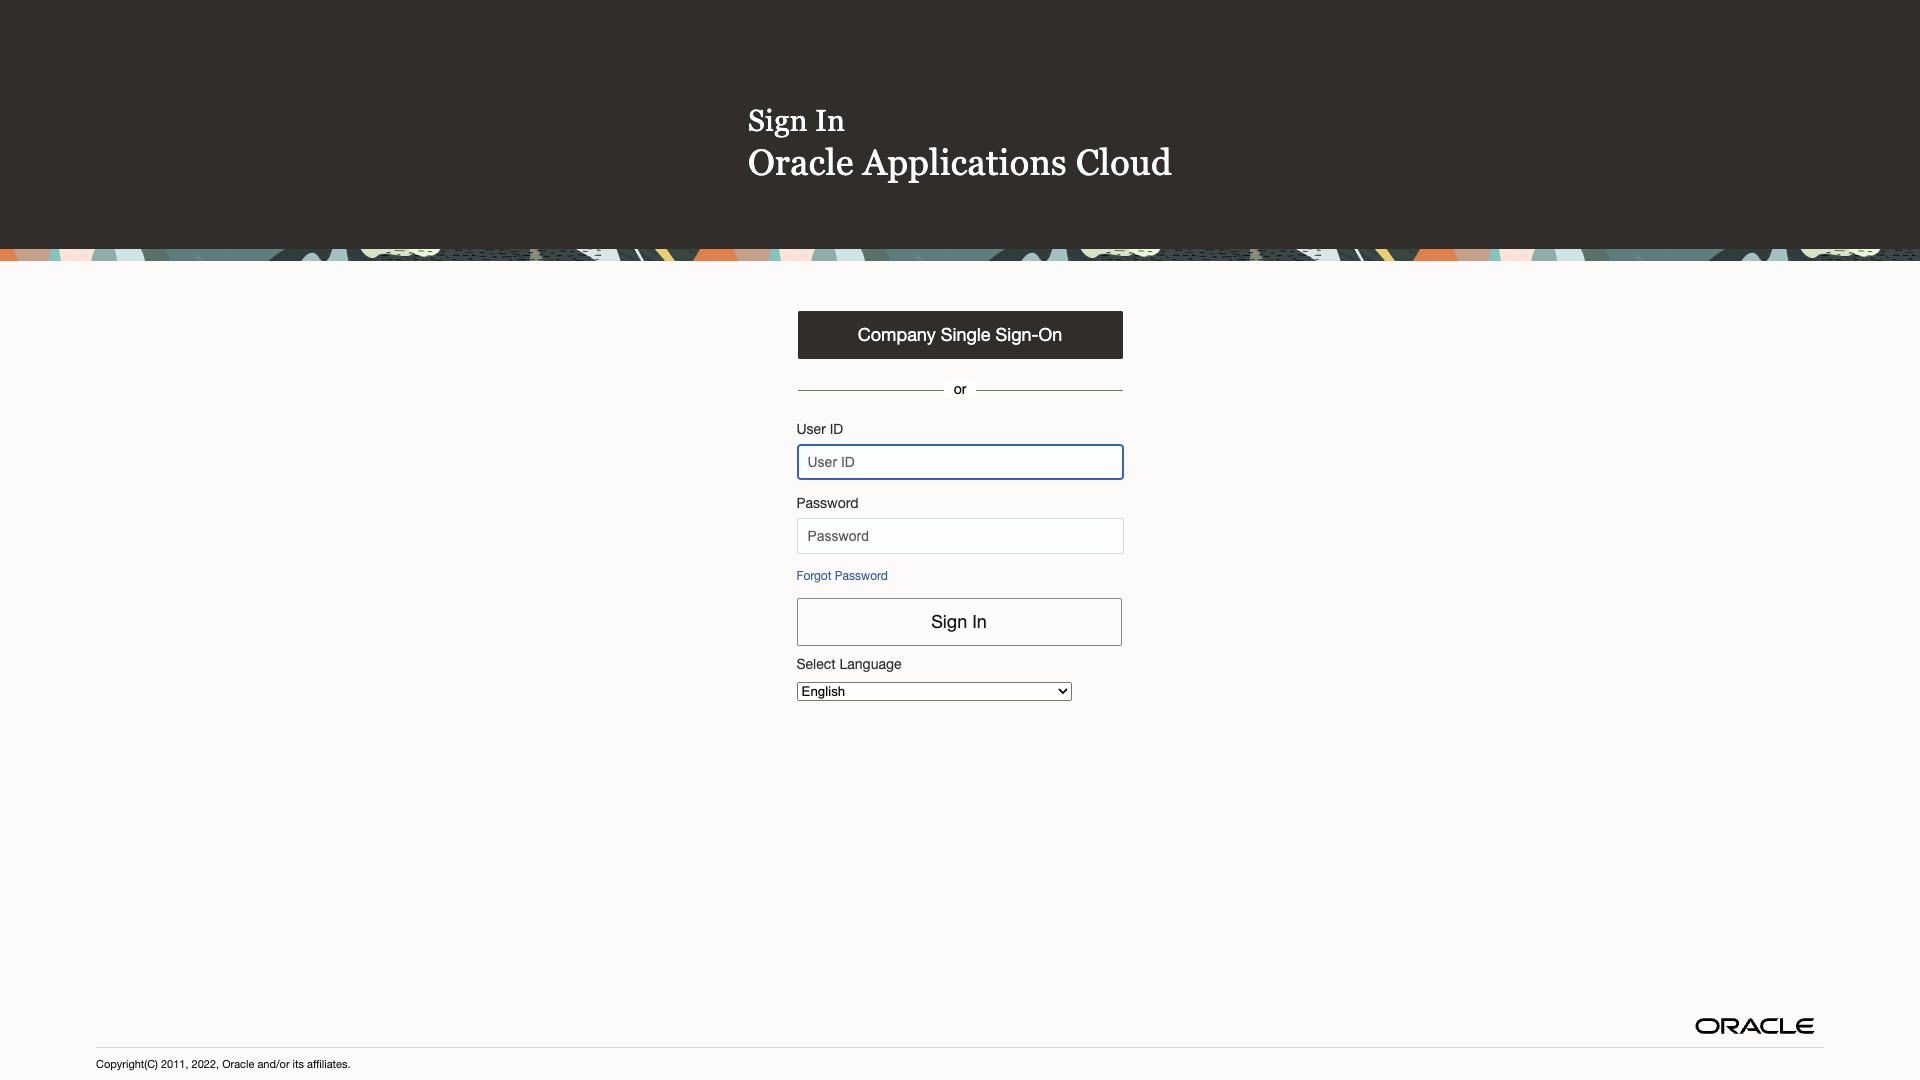 Sign In
Oracle Applications Cloud
Company Single Sign-On
or
User ID
User ID
Password
Password
Forgot Password
Sign In
Select Language
English
ORACLE
Copyright(C) 2011, 2022, Oracle and/or its affiliates.